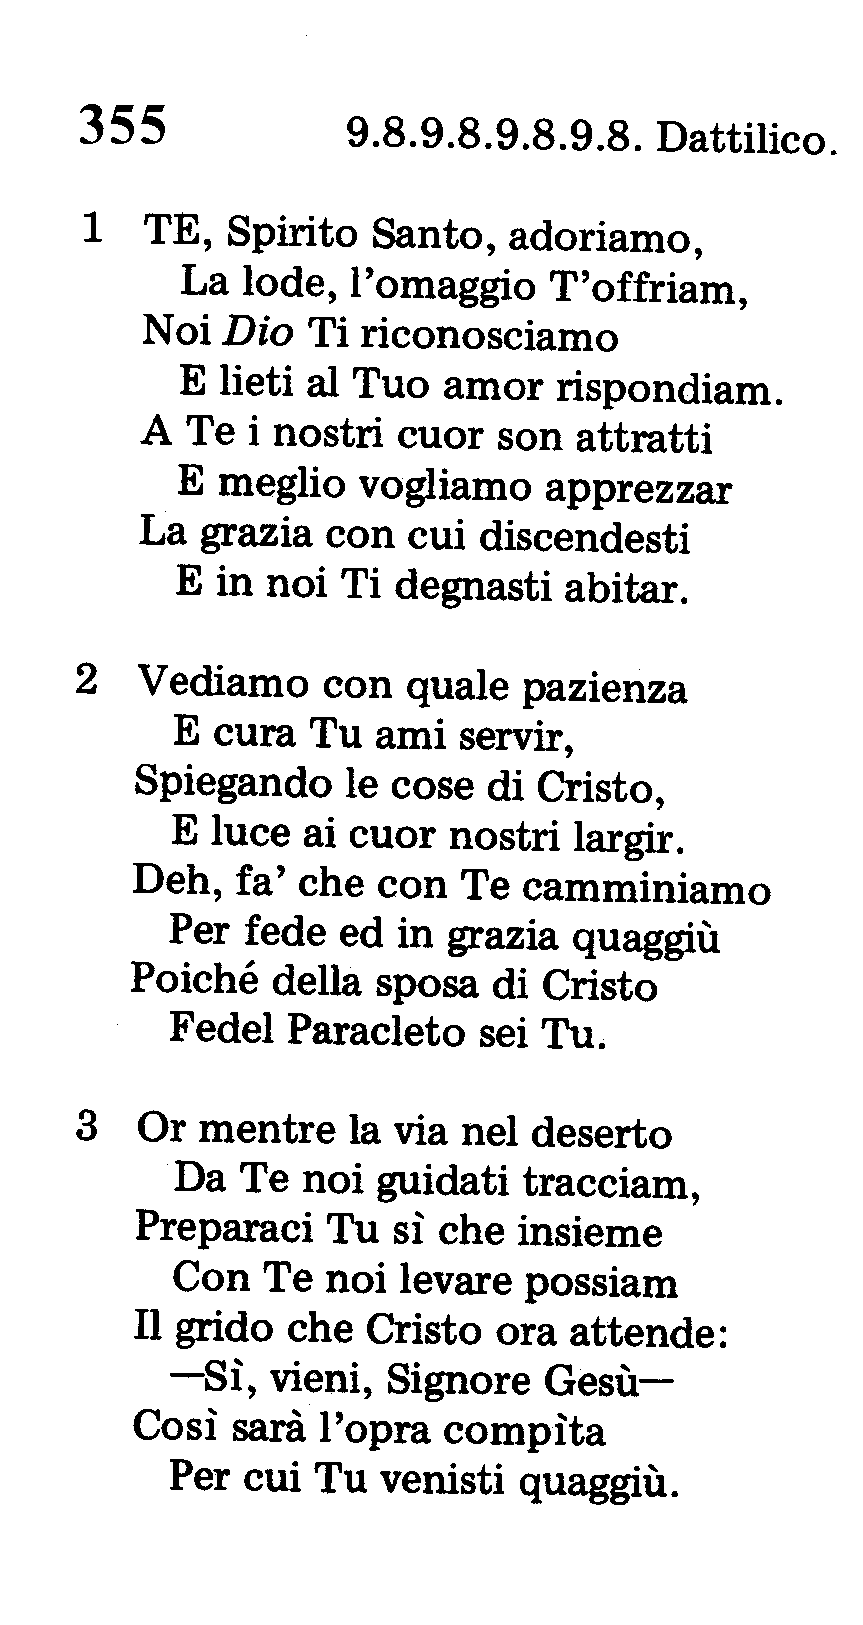 355 9.8.9.8.9.8.9.8. Dattilico.
1 TE, Spirito Santo, adoriamo,
La lode, l'omaggio T'offriam,
Noi Dio Ti riconosciamo
E lieti al Tuo amor rispondiam.
A Te i nostri cuor son attratti
E meglio vogliamo apprezzar
La grazia con cui discendesti
E in noi Ti degnasti abitar.
2 Vediamo con quale pazienza
E cura Tu ami servir,
Spiegando le cose di Cristo,
E luce ai cuor nostri largir.
Deh, fa' che con Te camminiamo
Per fede ed in grazia quaggiù
Poiché della sposa di Cristo
Fedel Paracleto sei Tu.
3 Or mentre la via nel deserto
Da Te noi guidati tracciam,
Preparaci Tu sì che insieme
Con Te noi levare possiam
Il grido che Cristo ora attende:
—Sì, vieni, Signore Gesù—
Così sarà l'opra compìta
Per cui Tu venisti quaggiù.